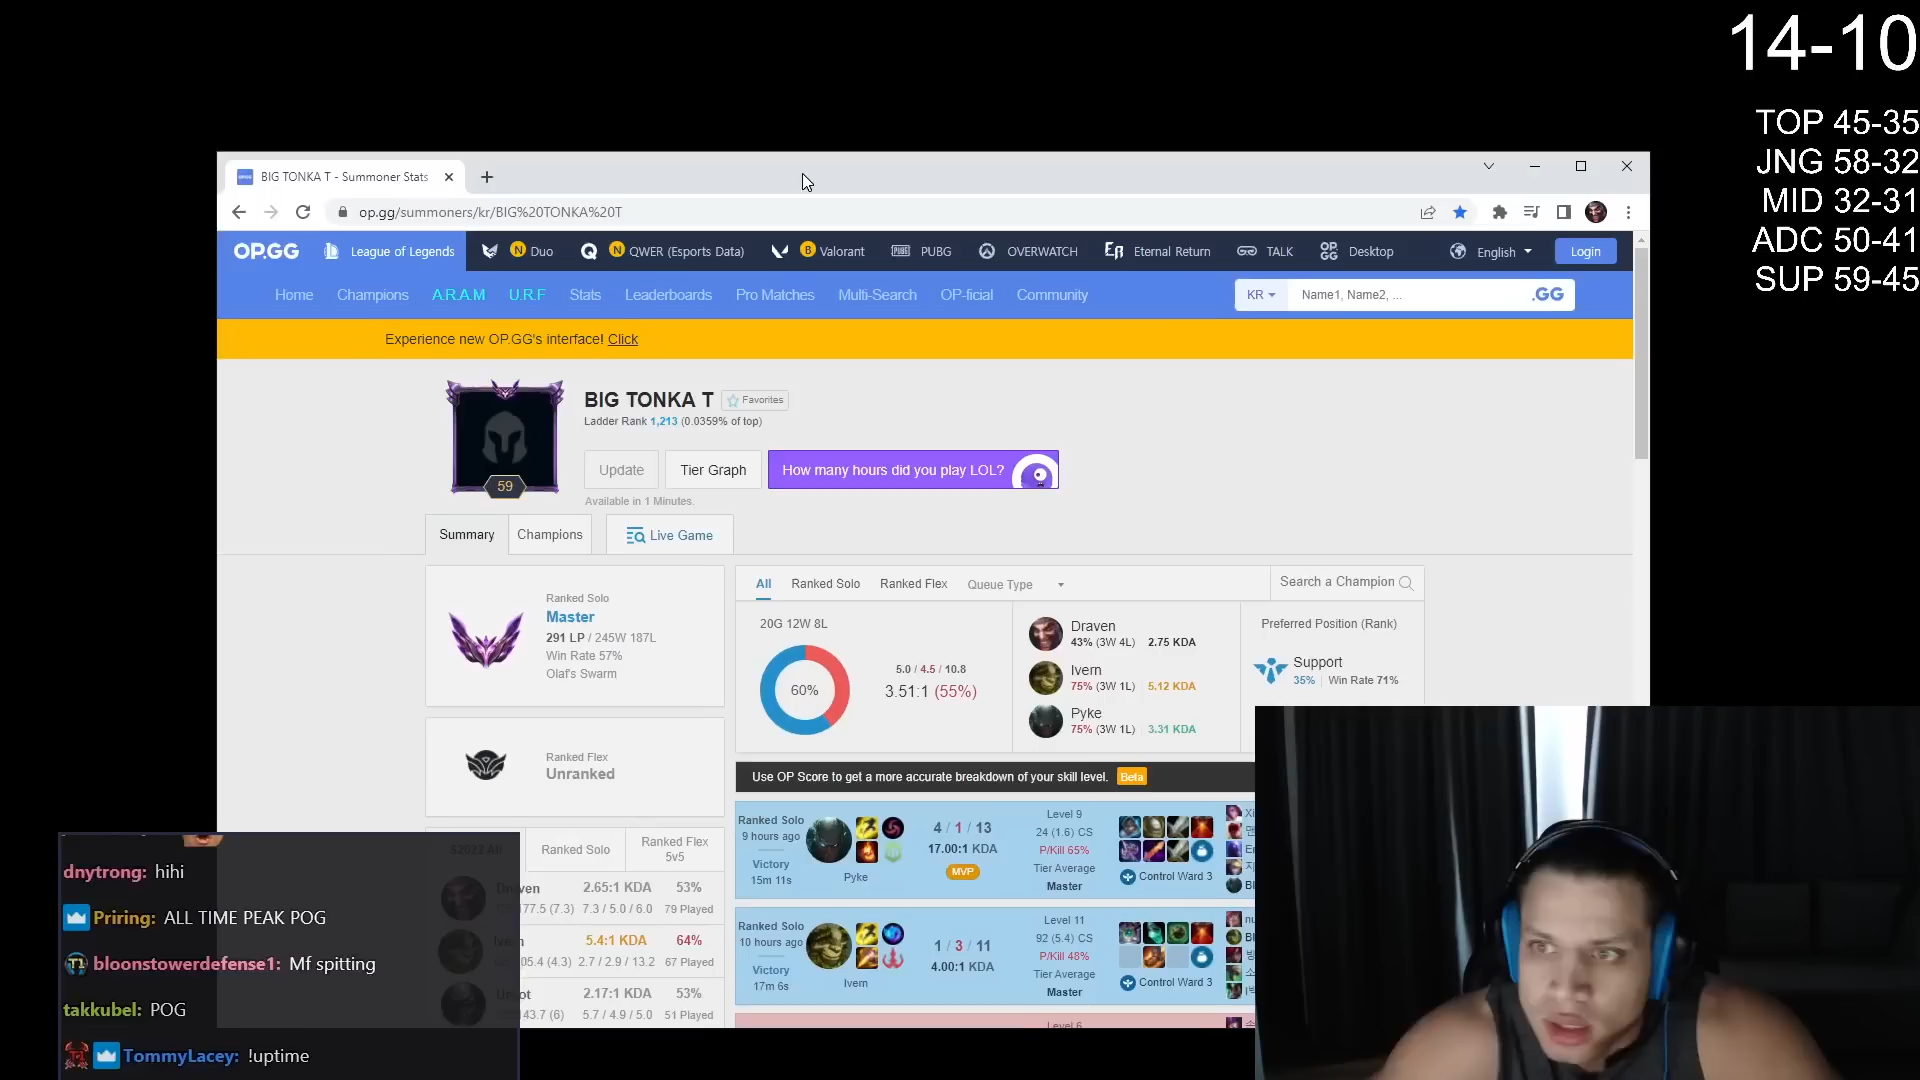 14-10
TOP 45-35
JNG 58-32
MID 32-31
ADC 50-41
SUP 59-45
BIG TONKA T - Summoner Stats
op.gg/summoners/kr/BIG%20TONKA%20T
OP.GG League of Legends N Duo N QWER (Esports Data) B Valorant PUBG OVERWATCH Eternal Return TALK Desktop English Login
Home Champions A.R.A.M U.R.F Stats Leaderboards Pro Matches Multi-Search OP-ficial Community KR Name1, Name2, ... .GG
Experience new OP.GG's interface! Click
BIG TONKA T Favorites
Ladder Rank 1,213 (0.0359% of top)
Update Tier Graph How many hours did you play LOL?
59
Available in 1 Minutes.
Summary Champions Live Game
Ranked Solo
Master
291 LP / 245W 187L
Win Rate 57%
Olaf's Swarm
Ranked Flex
Unranked
All Ranked Solo Ranked Flex Queue Type Search a Champion
20G 12W 8L
60%
5.0 / 4.5 / 10.8
3.51:1 (55%)
Draven
43% (3W 4L) 2.75 KDA
Ivern
75% (3W 1L) 5.12 KDA
Pyke
75% (3W 1L) 3.31 KDA
Preferred Position (Rank)
Support
35% Win Rate 71%
Use OP Score to get a more accurate breakdown of your skill level. Beta
Ranked Solo
9 hours ago
Victory
15m 11s
Pyke
4 / 1 / 13
17.00:1 KDA
MVP
Level 9
24 (1.6) CS
P/Kill 65%
Tier Average
Master
Control Ward 3
Ranked Solo
10 hours ago
Victory
17m 6s
Ivern
1 / 3 / 11
4.00:1 KDA
Level 11
92 (5.4) CS
P/Kill 48%
Tier Average
Master
Control Ward 3
Level 6
S2022 All Ranked Solo Ranked Flex
5v5
2.65:1 KDA 53%
7.3 / 5.0 / 6.0 79 Played
5.4:1 KDA 64%
2.7 / 2.9 / 13.2 67 Played
2.17:1 KDA 53%
5.7 / 4.9 / 5.0 51 Played
dnytrong: hihi
Priring: ALL TIME PEAK POG
bloonstowerdefense1: Mf spitting
takkubel: POG
TommyLacey: !uptime